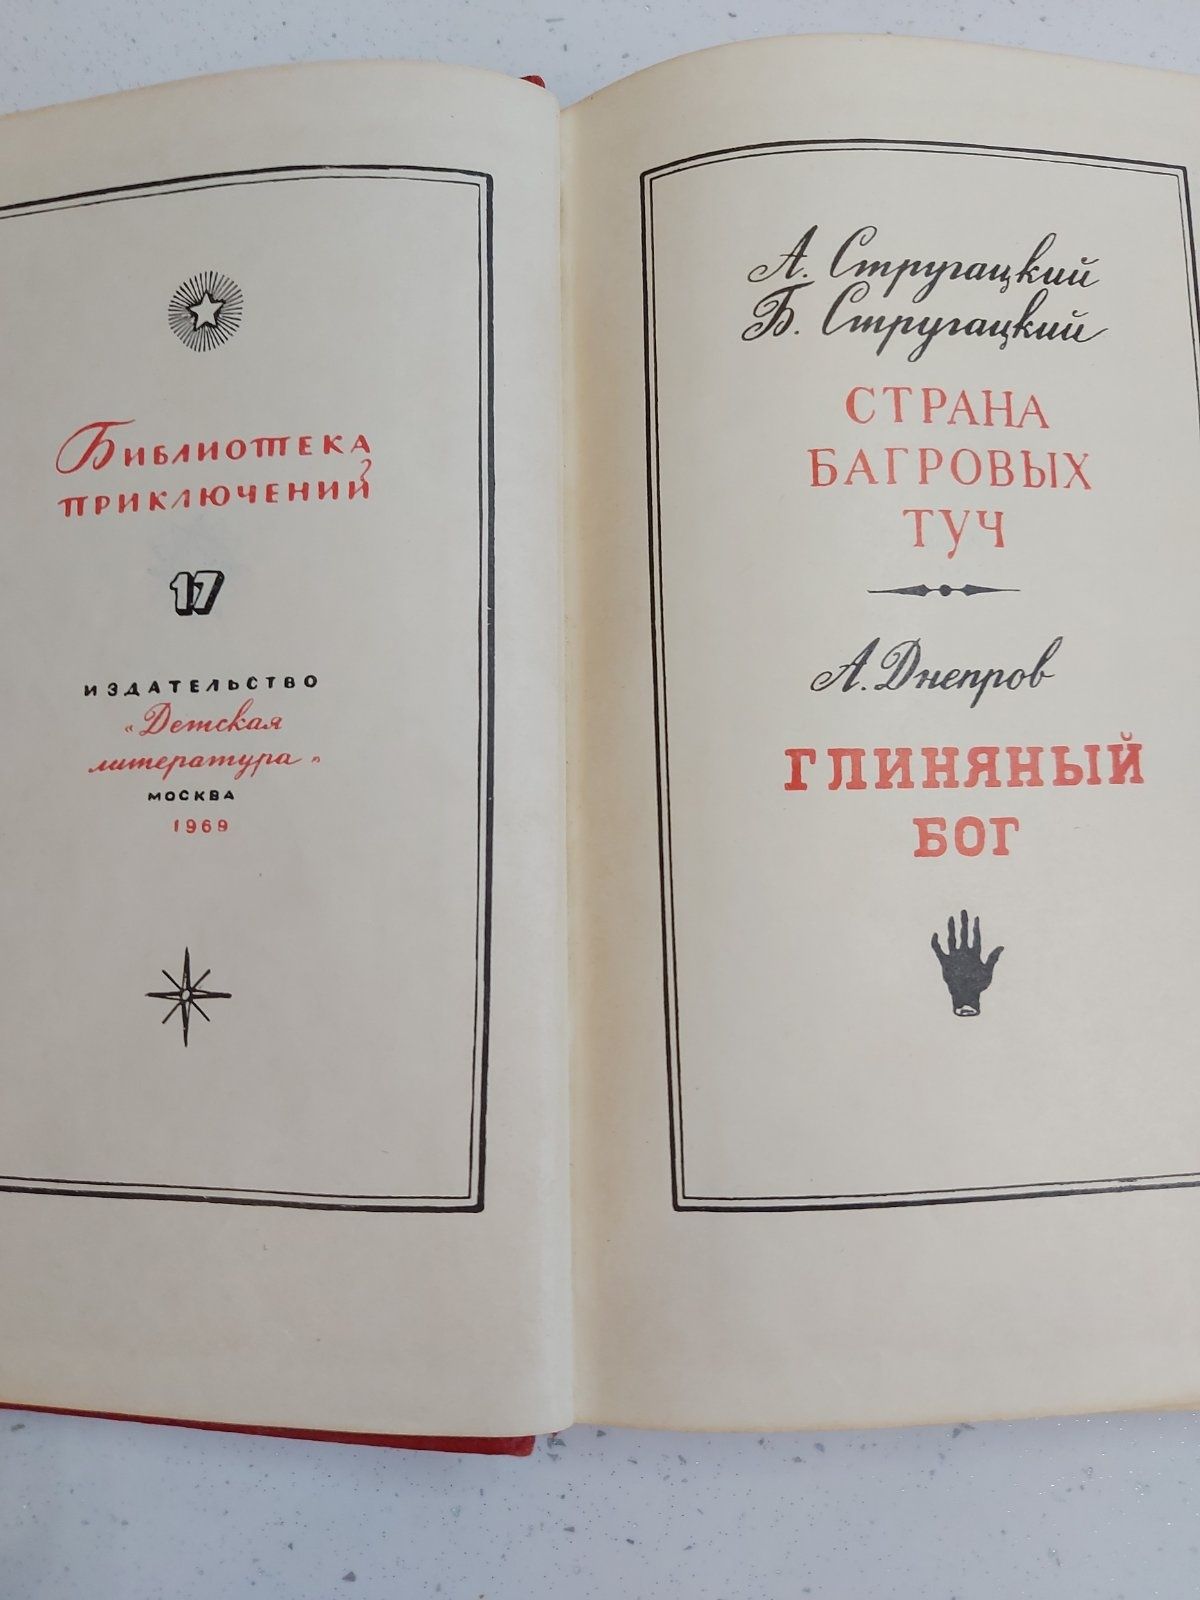 Библиотека
приключений
17
ИЗДАТЕЛЬСТВО
«Детская
литература»
МОСКВА
1969
А. Стругацкий
Б. Стругацкий
СТРАНА
БАГРОВЫХ
ТУЧ
А. Днепров
ГЛИНЯНЫЙ
БОГ